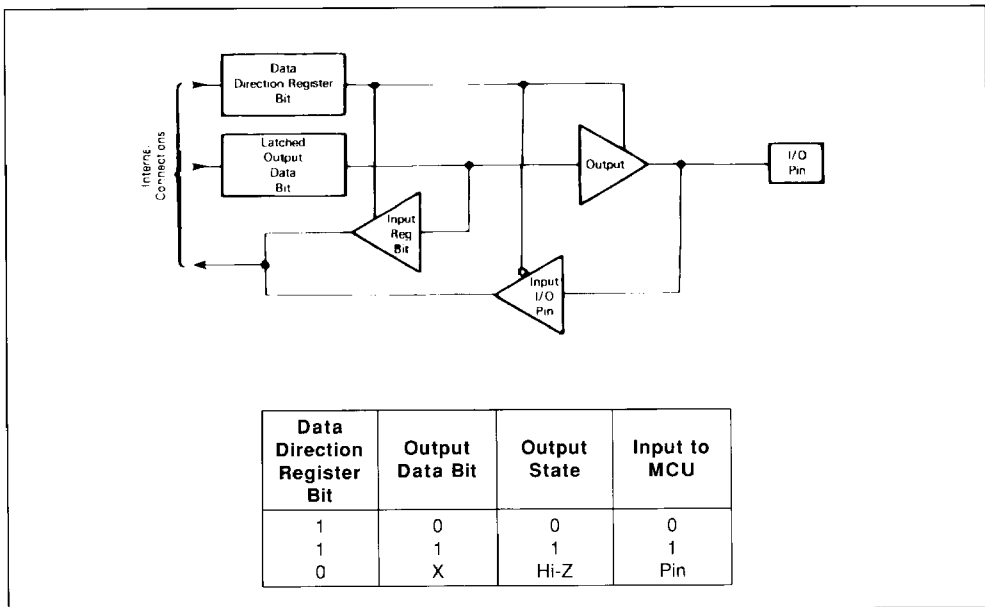 Data
Direction Register
Bit
Latched
Output
Data
Bit
Connections
Input
Reg
Bit
Output
I/O
Pin
Input
I/O
Pin
Data Direction Register Bit Output Data Bit Output State Input to MCU
1 0 0 0
1 1 1 1
0 X Hi-Z Pin